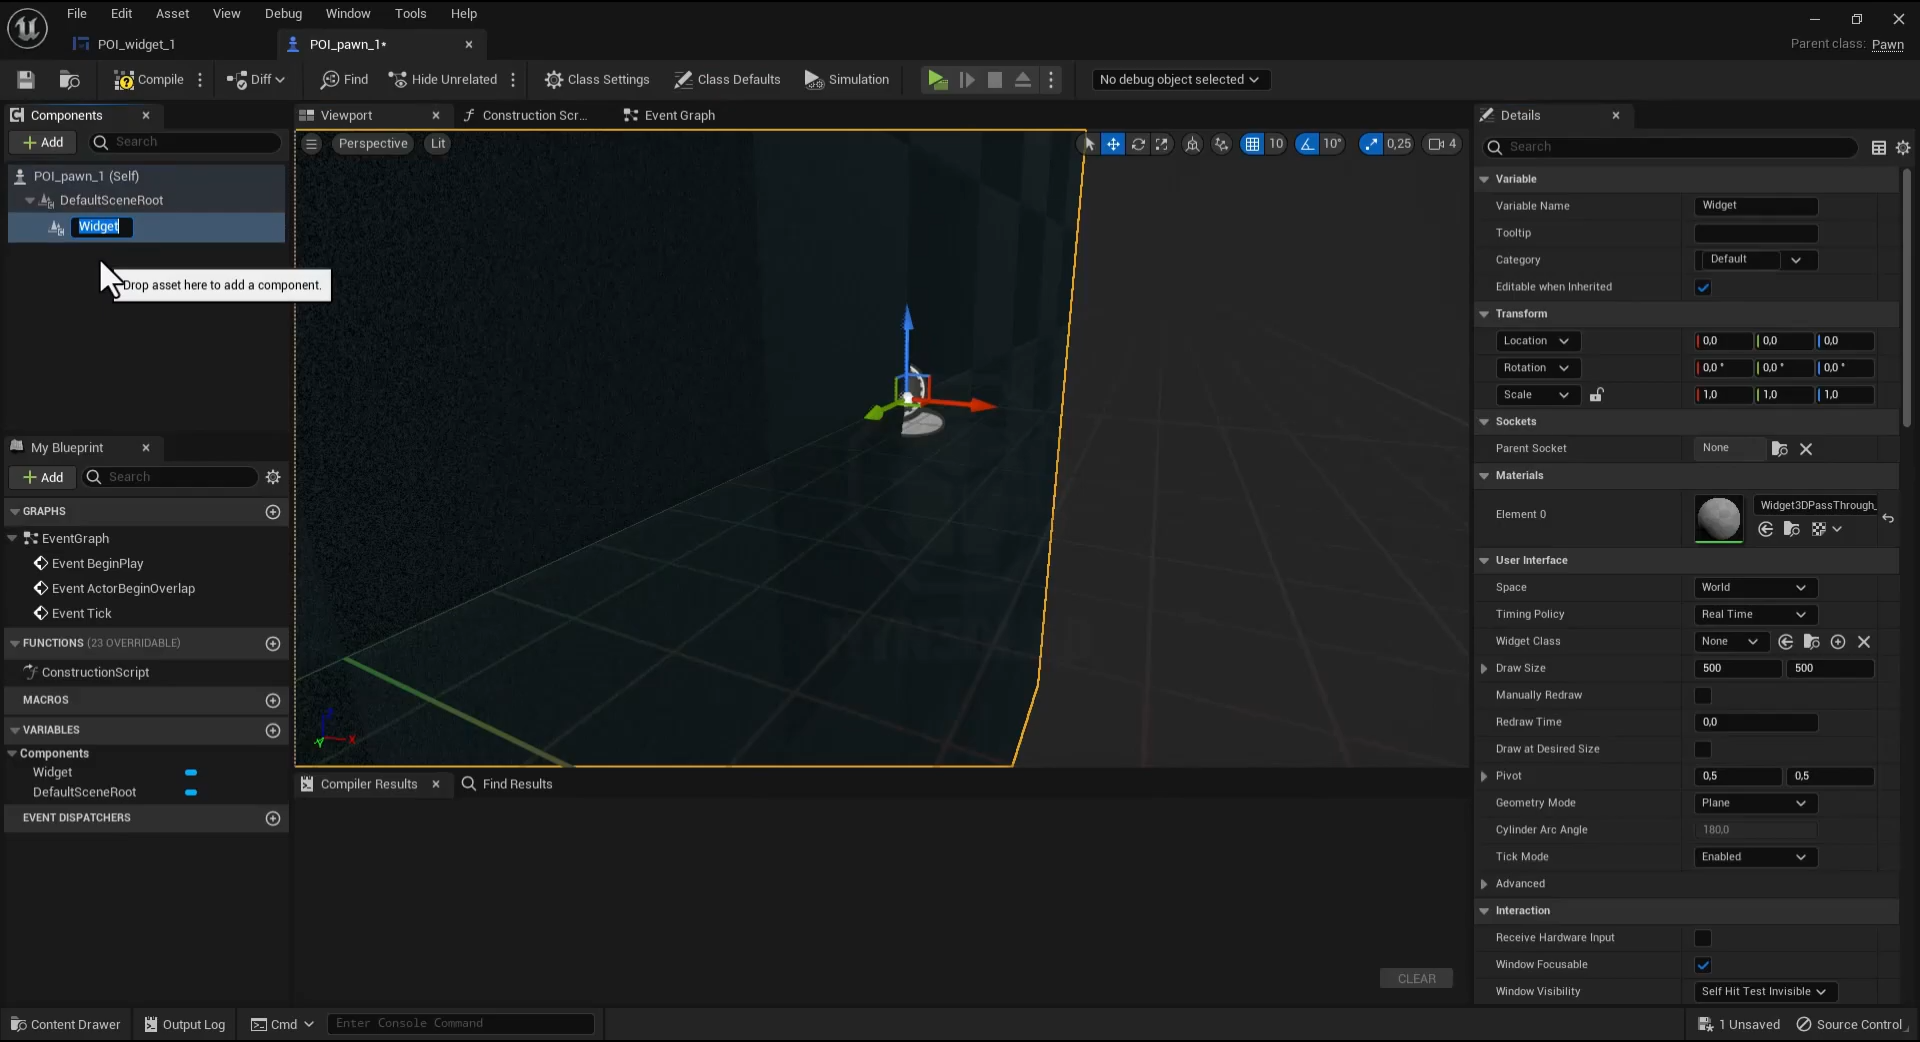 File Edit Asset View Debug Window Tools Help
POI_widget_1
POI_pawn_1*
Parent class: Pawn
Compile
Diff
Find
Hide Unrelated
Class Settings
Class Defaults
Simulation
No debug object selected
Components
Add
Search
POI_pawn_1 (Self)
DefaultSceneRoot
Widget
Drop asset here to add a component.
My Blueprint
Add
Search
GRAPHS
EventGraph
Event BeginPlay
Event ActorBeginOverlap
Event Tick
FUNCTIONS (23 OVERRIDABLE)
ConstructionScript
MACROS
VARIABLES
Components
Widget
DefaultSceneRoot
EVENT DISPATCHERS
Viewport
Construction Scr...
Event Graph
Perspective
Lit
10
10°
0,25
4
X
Compiler Results
Find Results
CLEAR
Details
Search
Variable
Variable Name Widget
Tooltip
Category Default
Editable when Inherited
Transform
Location 0,0 0,0 0,0
Rotation 0,0 ° 0,0 ° 0,0 °
Scale 1,0 1,0 1,0
Sockets
Parent Socket None
Materials
Element 0 Widget3DPassThrough_
User Interface
Space World
Timing Policy Real Time
Widget Class None
Draw Size 500 500
Manually Redraw
Redraw Time 0,0
Draw at Desired Size
Pivot 0,5 0,5
Geometry Mode Plane
Cylinder Arc Angle 180,0
Tick Mode Enabled
Advanced
Interaction
Receive Hardware Input
Window Focusable
Window Visibility Self Hit Test Invisible
Content Drawer
Output Log
Cmd
Enter Console Command
1 Unsaved
Source Control